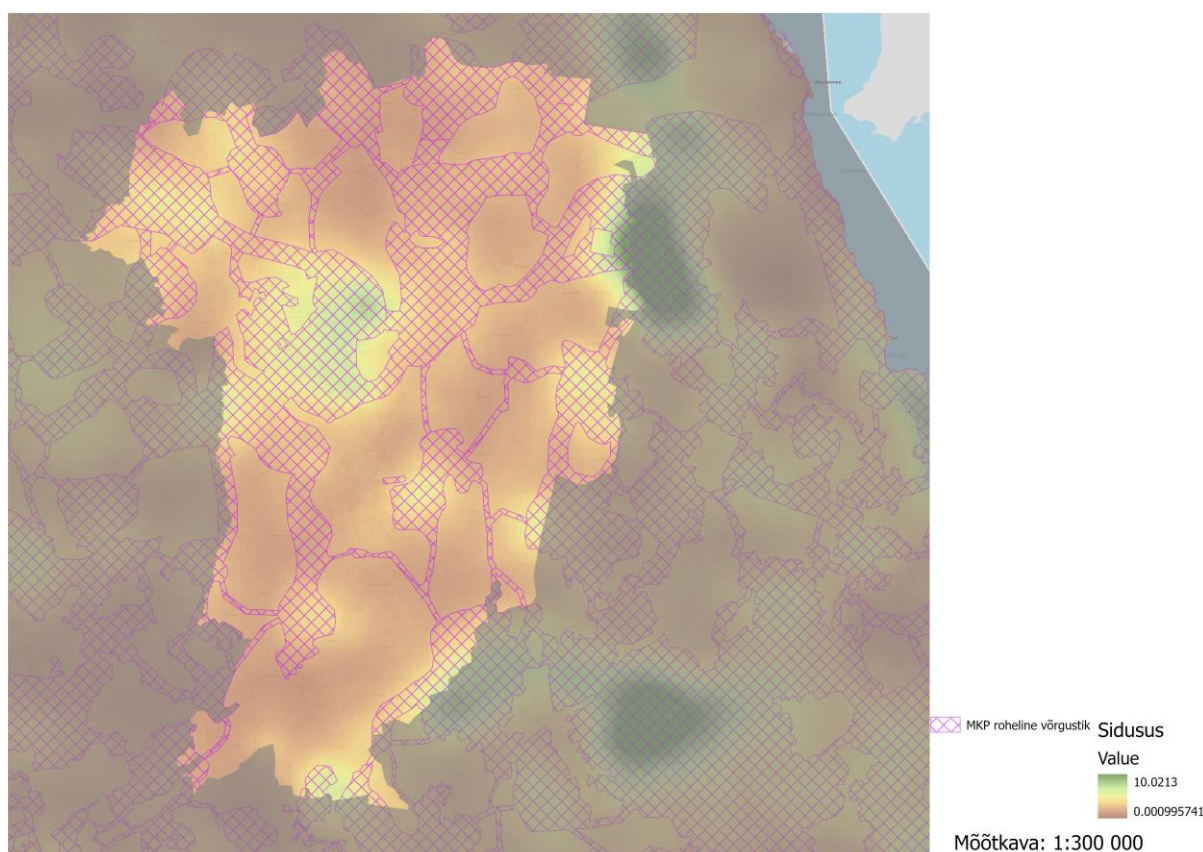 MKP roheline võrgustik
Sidusus
Value
10.0213
0.000995741
Mõõtkava: 1:300 000